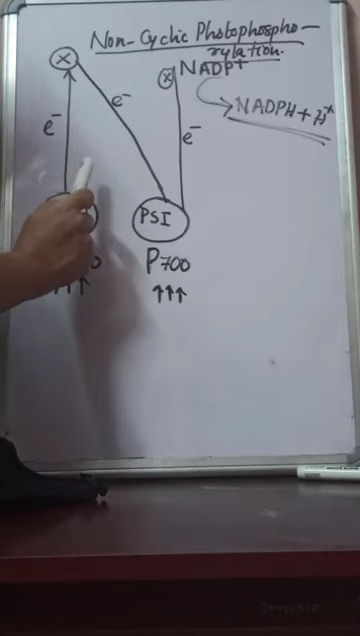 Non-Cyclic Photophospho-
rylation.
X
X NADP+
e-
NADPH + H+
e-
e-
PSI
P700